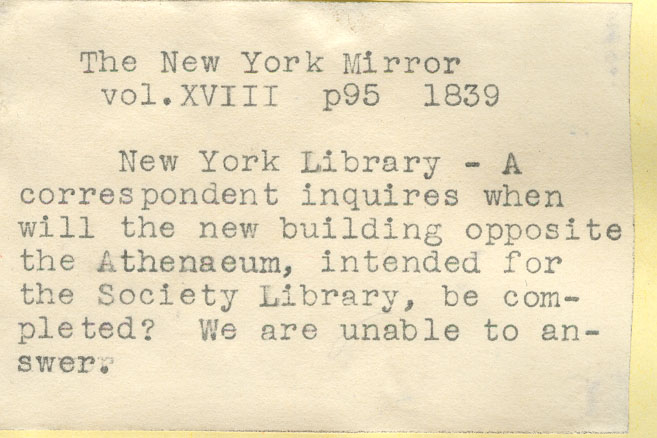 The New York Mirror
vol.XVIII p95 1839
New York Library - A
correspondent inquires when
will the new building opposite
the Athenaeum, intended for
the Society Library, be com-
pleted? We are unable to an-
swer.